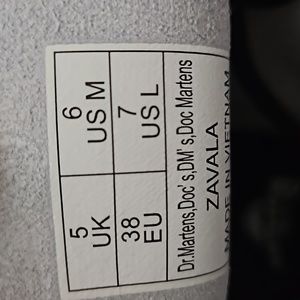 5 UK 6 US M
38 EU 7 US L
Dr.Martens,Doc's,DM's,Doc Martens
ZAVALA
MADE IN VIETNAM